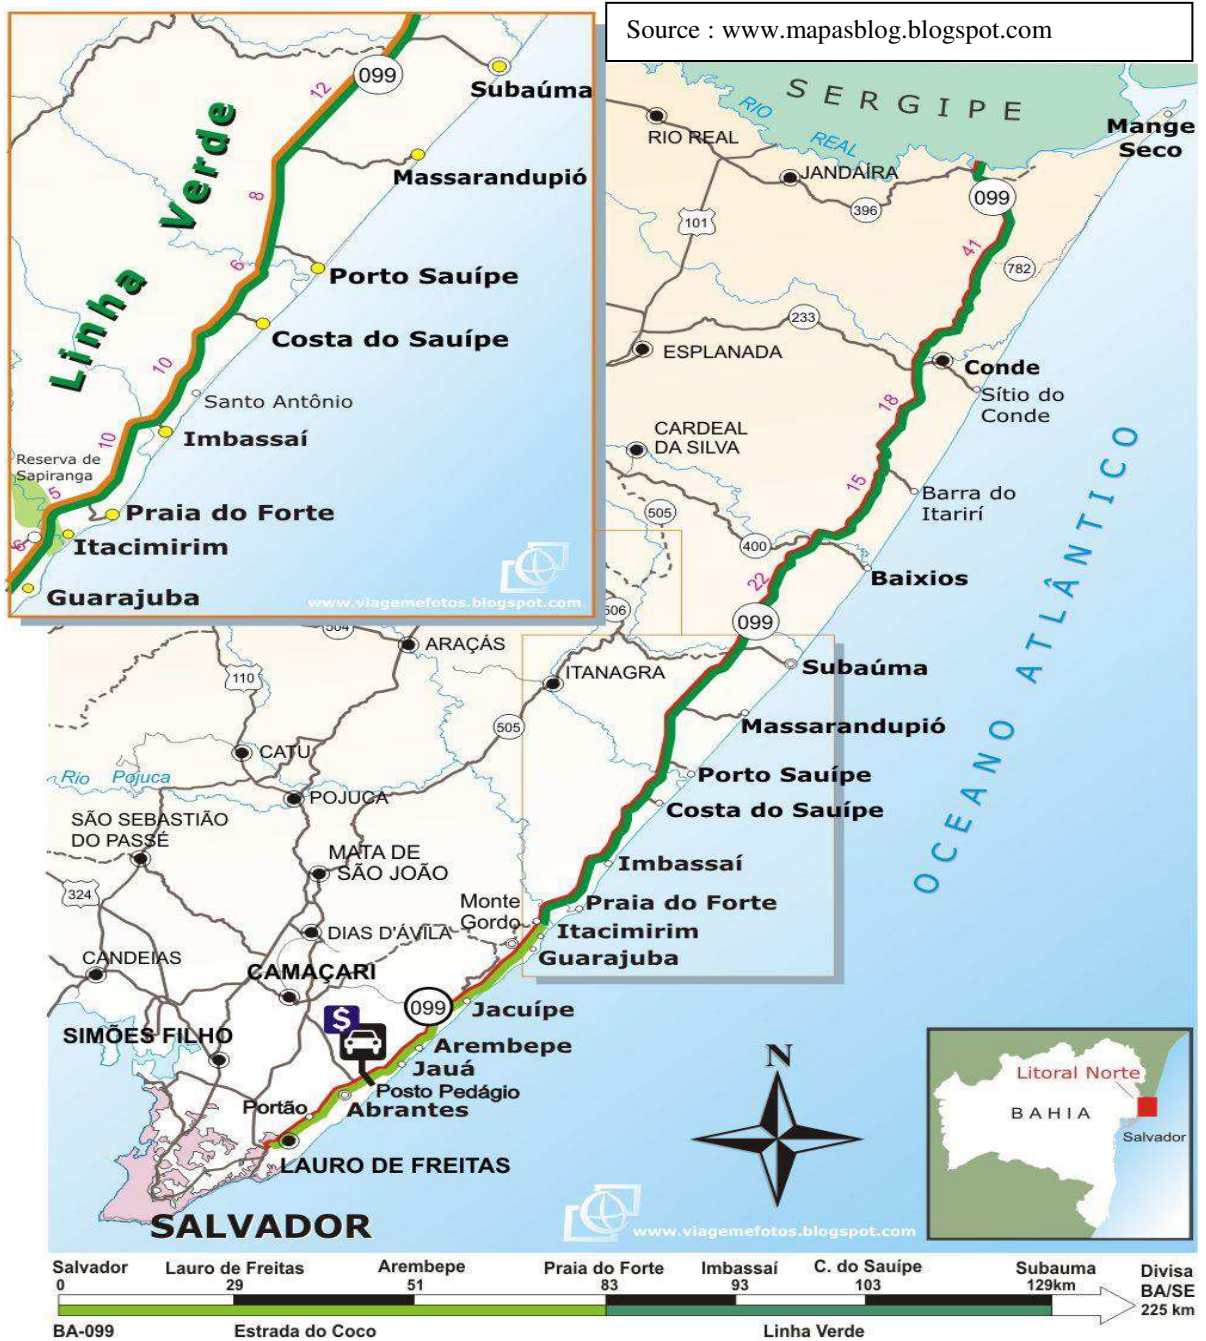 Source : www.mapasblog.blogspot.com
Linha Verde
099
12
8
6
10
10
5
6
Subaúma
Massarandupió
Porto Sauípe
Costa do Sauípe
Santo Antônio
Imbassaí
Reserva de
Sapiranga
Praia do Forte
Itacimirim
Guarajuba
www.viagemefotos.blogspot.com
SERGIPE
RIO
REAL
RIO REAL
JANDAÍRA
Mange
Seco
099
396
101
41
782
233
ESPLANADA
Conde
Sítio do
Conde
18
CARDEAL
DA SILVA
15
Barra do
Itarirí
505
400
Baixios
22
OCEANO ATLÂNTICO
506
099
504
ARAÇÁS
ITANAGRA
Subaúma
110
505
Massarandupió
CATU
Rio Pojuca
POJUCA
Porto Sauípe
Costa do Sauípe
SÃO SEBASTIÃO
DO PASSÉ
MATA DE
SÃO JOÃO
Imbassaí
324
Monte
Gordo
Praia do Forte
DIAS D'ÁVILA
Itacimirim
CANDEIAS
Guarajuba
CAMAÇARI
099
Jacuípe
$
SIMÕES FILHO
Arembepe
Jauá
Posto Pedágio
Portão
Abrantes
LAURO DE FREITAS
SALVADOR
N
Litoral Norte
BAHIA
Salvador
www.viagemefotos.blogspot.com
Salvador Lauro de Freitas Arembepe Praia do Forte Imbassaí C. do Sauípe Subauma Divisa
0 29 51 83 93 103 129km BA/SE
225 km
BA-099 Estrada do Coco Linha Verde